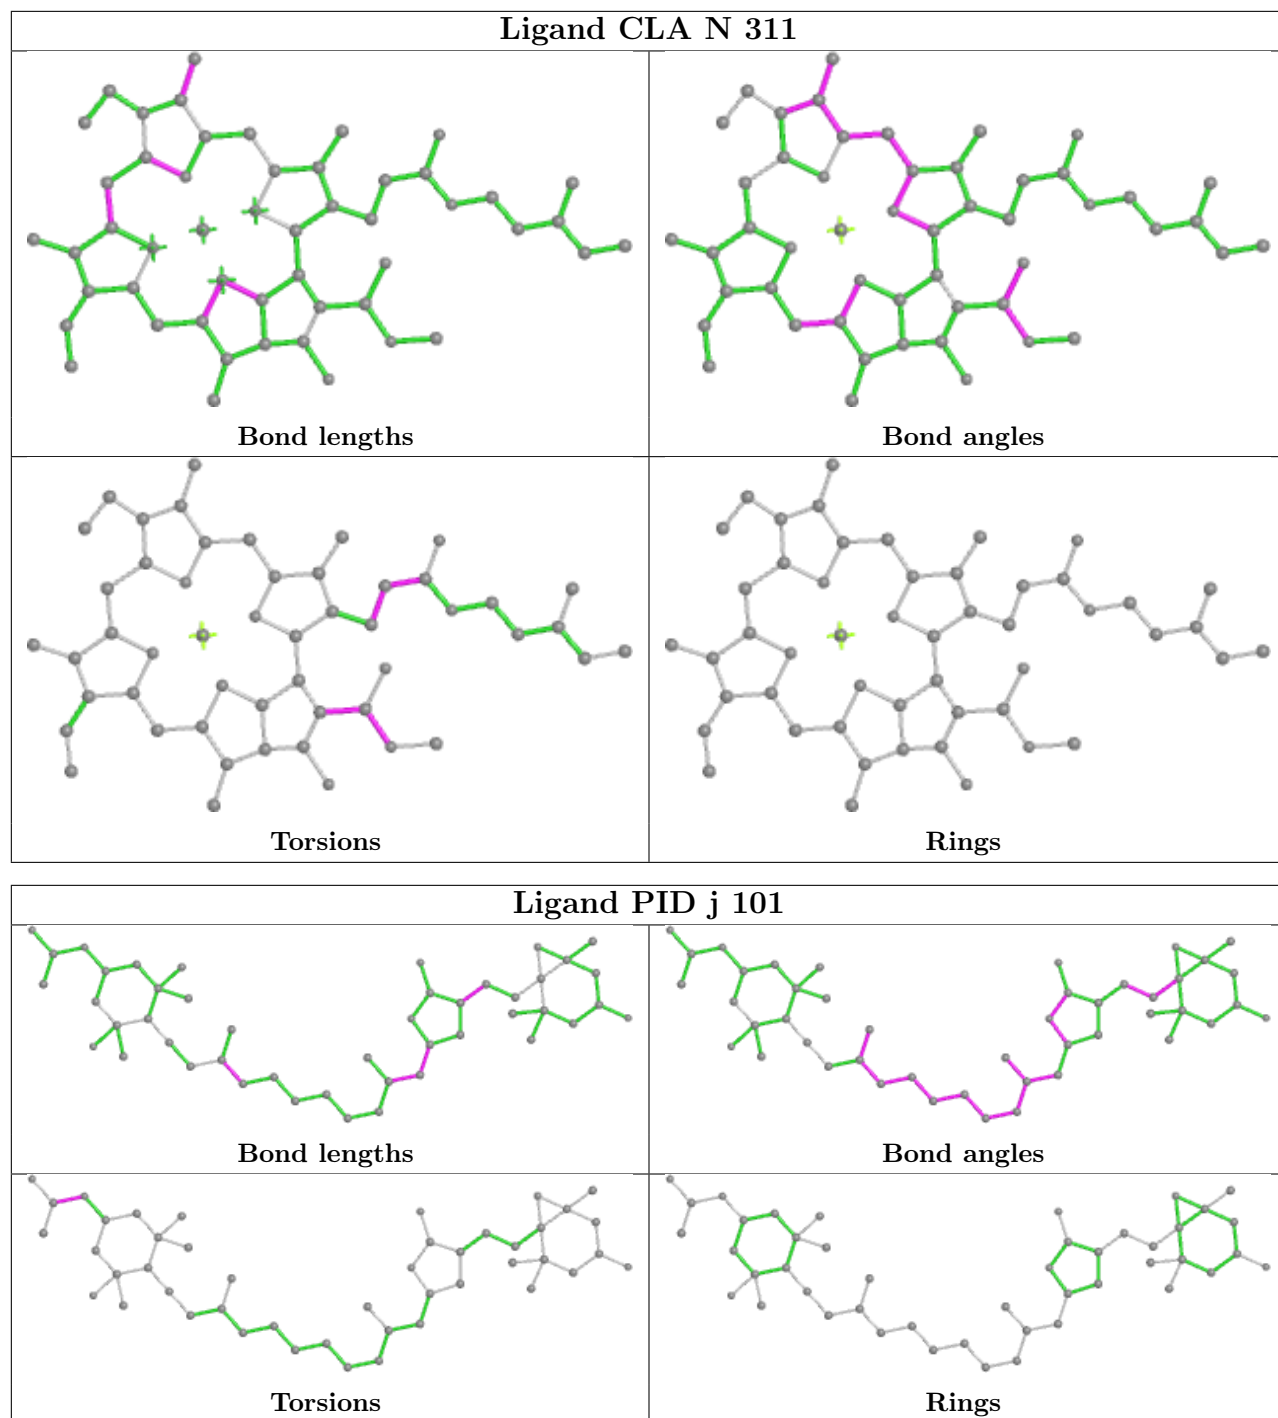 Ligand CLA N 311
Bond lengths
Bond angles
Torsions
Rings
Ligand PID j 101
Bond lengths
Bond angles
Torsions
Rings